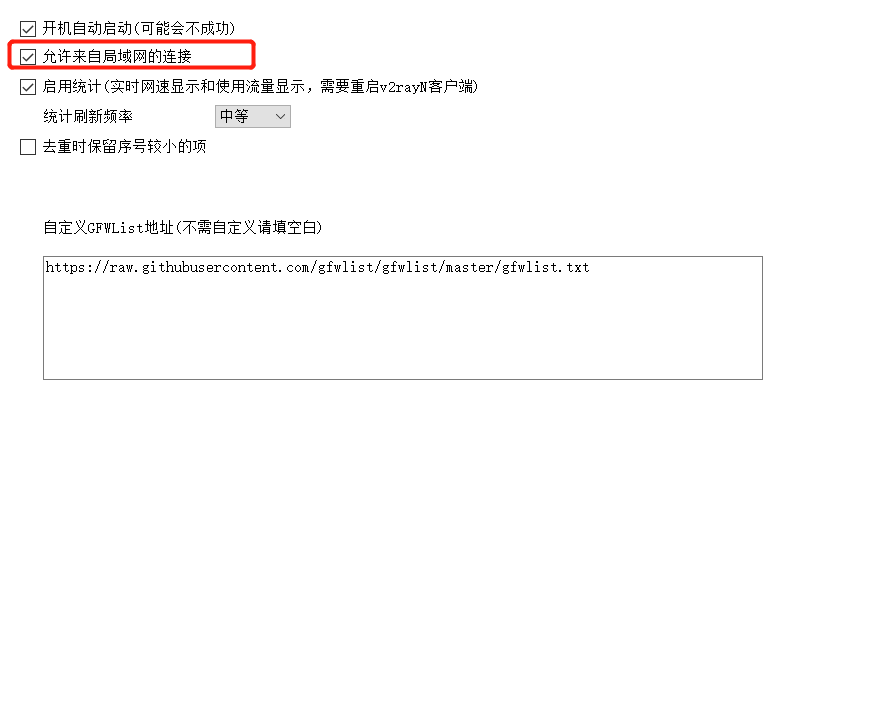 开机自动启动(可能会不成功)
允许来自局域网的连接
启用统计(实时网速显示和使用流量显示，需要重启v2rayN客户端)
统计刷新频率 中等
去重时保留序号较小的项
自定义GFWList地址(不需自定义请填空白)
https://raw.githubusercontent.com/gfwlist/gfwlist/master/gfwlist.txt